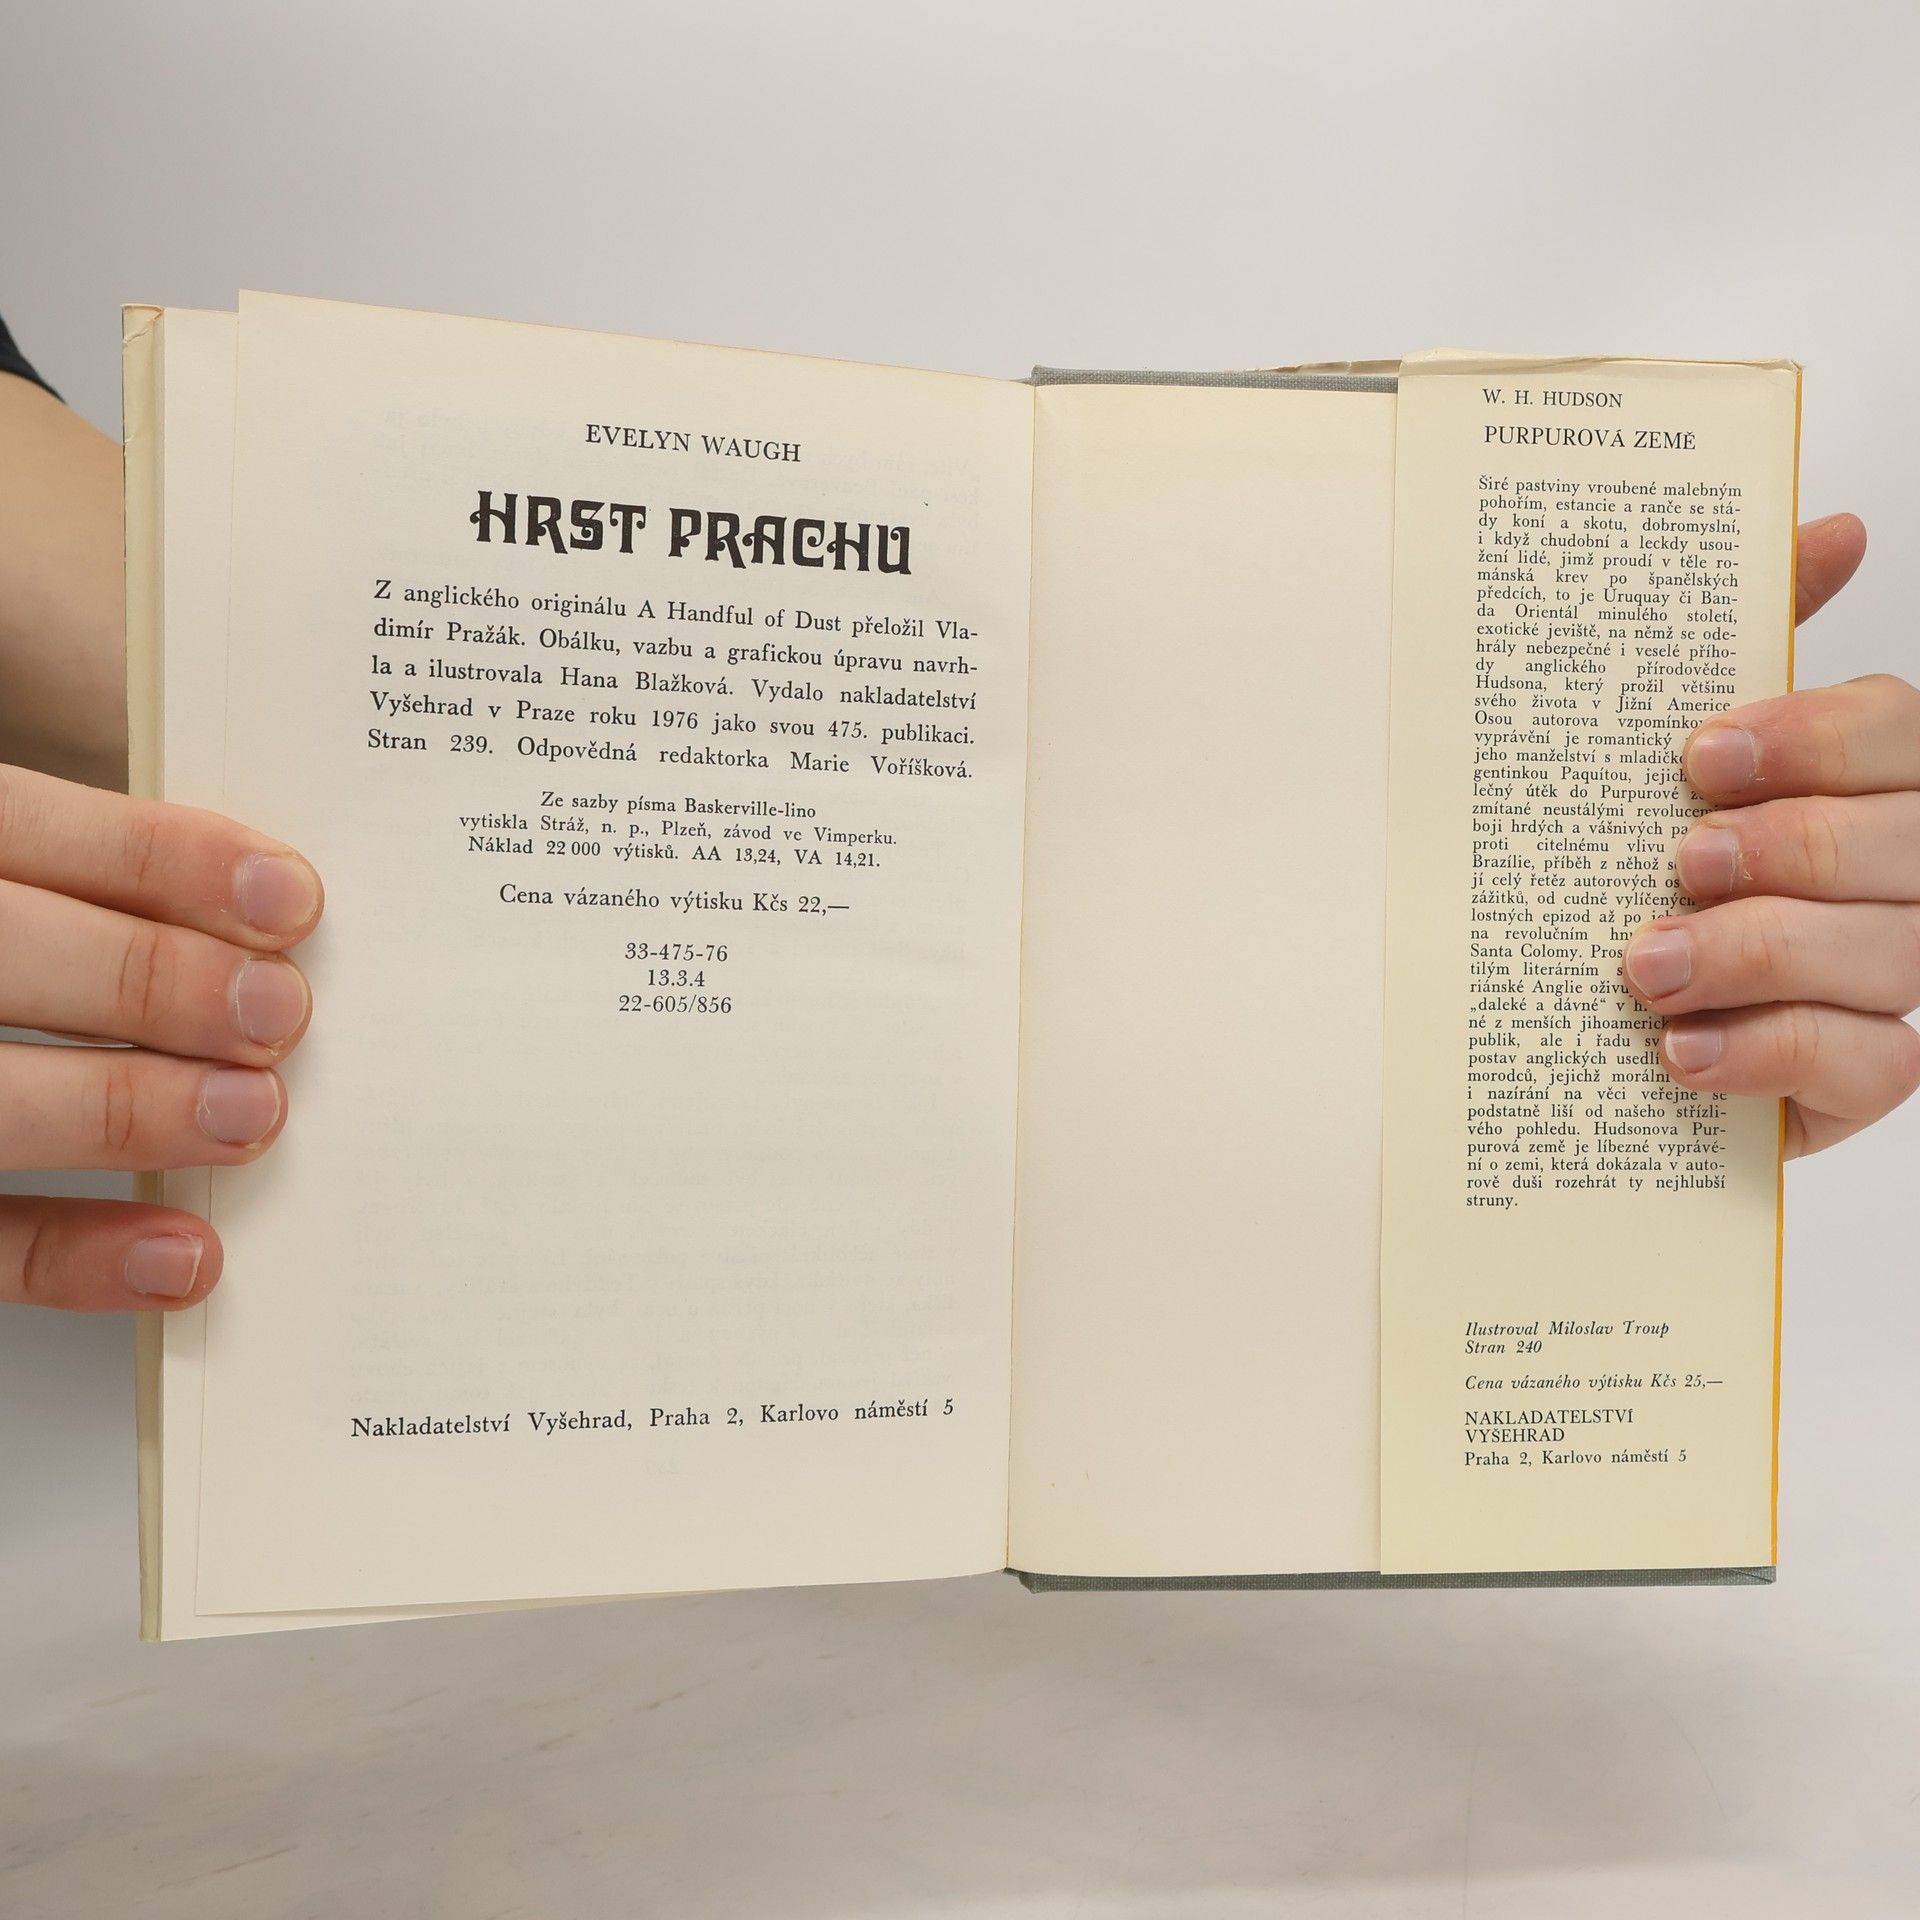 EVELYN WAUGH
HRST PRACHU
Z anglického originálu A Handful of Dust přeložil Vla-
dimír Pražák. Obálku, vazbu a grafickou úpravu navrh-
la a ilustrovala Hana Blažková. Vydalo nakladatelství
Vyšehrad v Praze roku 1976 jako svou 475. publikaci.
Stran 239. Odpovědná redaktorka Marie Voříšková.
Ze sazby písma Baskerville-lino
vytiskla Stráž, n. p., Plzeň, závod ve Vimperku.
Náklad 22 000 výtisků. AA 13,24, VA 14,21.
Cena vázaného výtisku Kčs 22,—
33-475-76
13.3.4
22-605/856
Nakladatelství Vyšehrad, Praha 2, Karlovo náměstí 5
W. H. HUDSON
PURPUROVÁ ZEMĚ
Širé pastviny vroubené malebným
pohořím, estancie a ranče se stá-
dy koní a skotu, dobromyslní,
i když chudobní a leckdy usou-
žení lidé, jimž proudí v těle ro-
mánská krev po španělských
předcích, to je Uruquay či Ban-
da Orientál minulého století,
exotické jeviště, na němž se ode-
hrály nebezpečné i veselé přího-
dy anglického přírodovědce
Hudsona, který prožil většinu
svého života v Jižní Americe.
Osou autorova
vyprávění je romantický
jeho manželství s
gentinkou Paquítou,
lečný útěk do Purpurové
zmítané neustálými revolucemi,
boji hrdých a vášnivých
proti citelnému vlivu
Brazílie, příběh z něhož
jí celý řetěz autorových
zážitků, od cudně vylíčených
lostných epizod až po
na revolučním
Santa Colomy.
tilým literárním
riánské Anglie
„daleké a dávné“ v
né z menších
publik, ale i řadu
postav anglických
morodců, jejichž
i nazírání na věci veřejné se
podstatně liší od našeho střízli-
vého pohledu. Hudsonova Pur-
purová země je líbezné vyprávě-
ní o zemi, která dokázala v auto-
rově duši rozehrát ty nejhlubší
struny.
Ilustroval Miloslav Troup
Stran 240
Cena vázaného výtisku Kčs 25,—
NAKLADATELSTVÍ
VYŠEHRAD
Praha 2, Karlovo náměstí 5